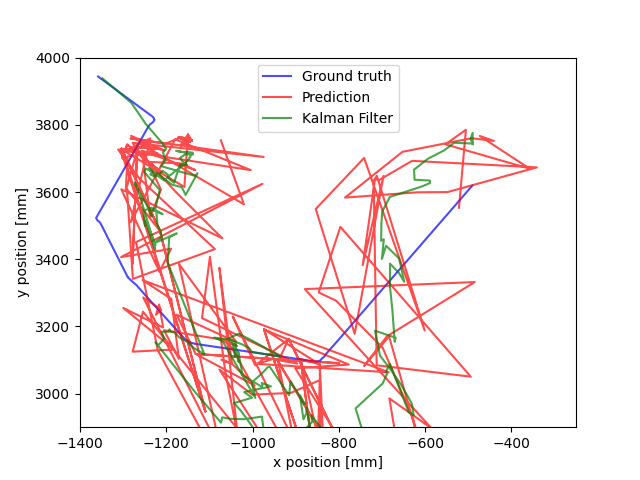 4000
3800
3600
3400
3200
3000
y position [mm]
Ground truth
Prediction
Kalman Filter
−1400 −1200 −1000 −800 −600 −400
x position [mm]